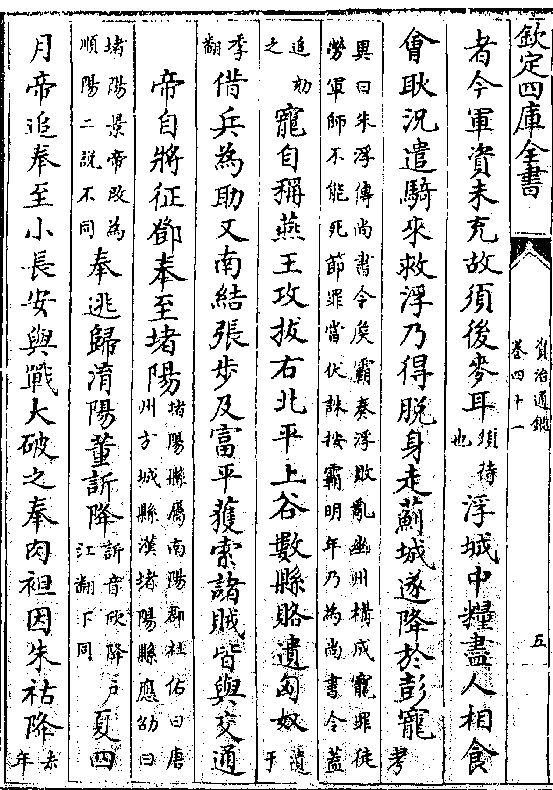 欽定四庫全書
資治通鑑
卷四十一
五
者今軍資未充故須後麥耳
須待
也
浮城中糧盡人相食
會耿況遣騎來救浮乃得脫身走薊城遂降於彭寵
考
異曰朱浮傳尚書令侯霸奏浮敗亂幽州構成寵罪徒
勞軍師不能死節罪當伏誅按霸明年乃為尚書令蓋
追劾
之
寵自稱燕王攻拔右北平上谷數縣賂遺匈奴
遺
于
季
翻
借兵為助又南結張步及富平獲索諸賊皆與交通
帝自將征鄧奉至堵陽
堵陽縣屬南陽郡杜佑曰唐
州方城縣漢堵陽縣應劭曰
堵陽景帝改為
順陽二說不同
奉逃歸淯陽董訢降
訢音欣降戶
江翻下同
夏四
月帝追奉至小長安與戰大破之奉肉袒因朱祜降
去
年